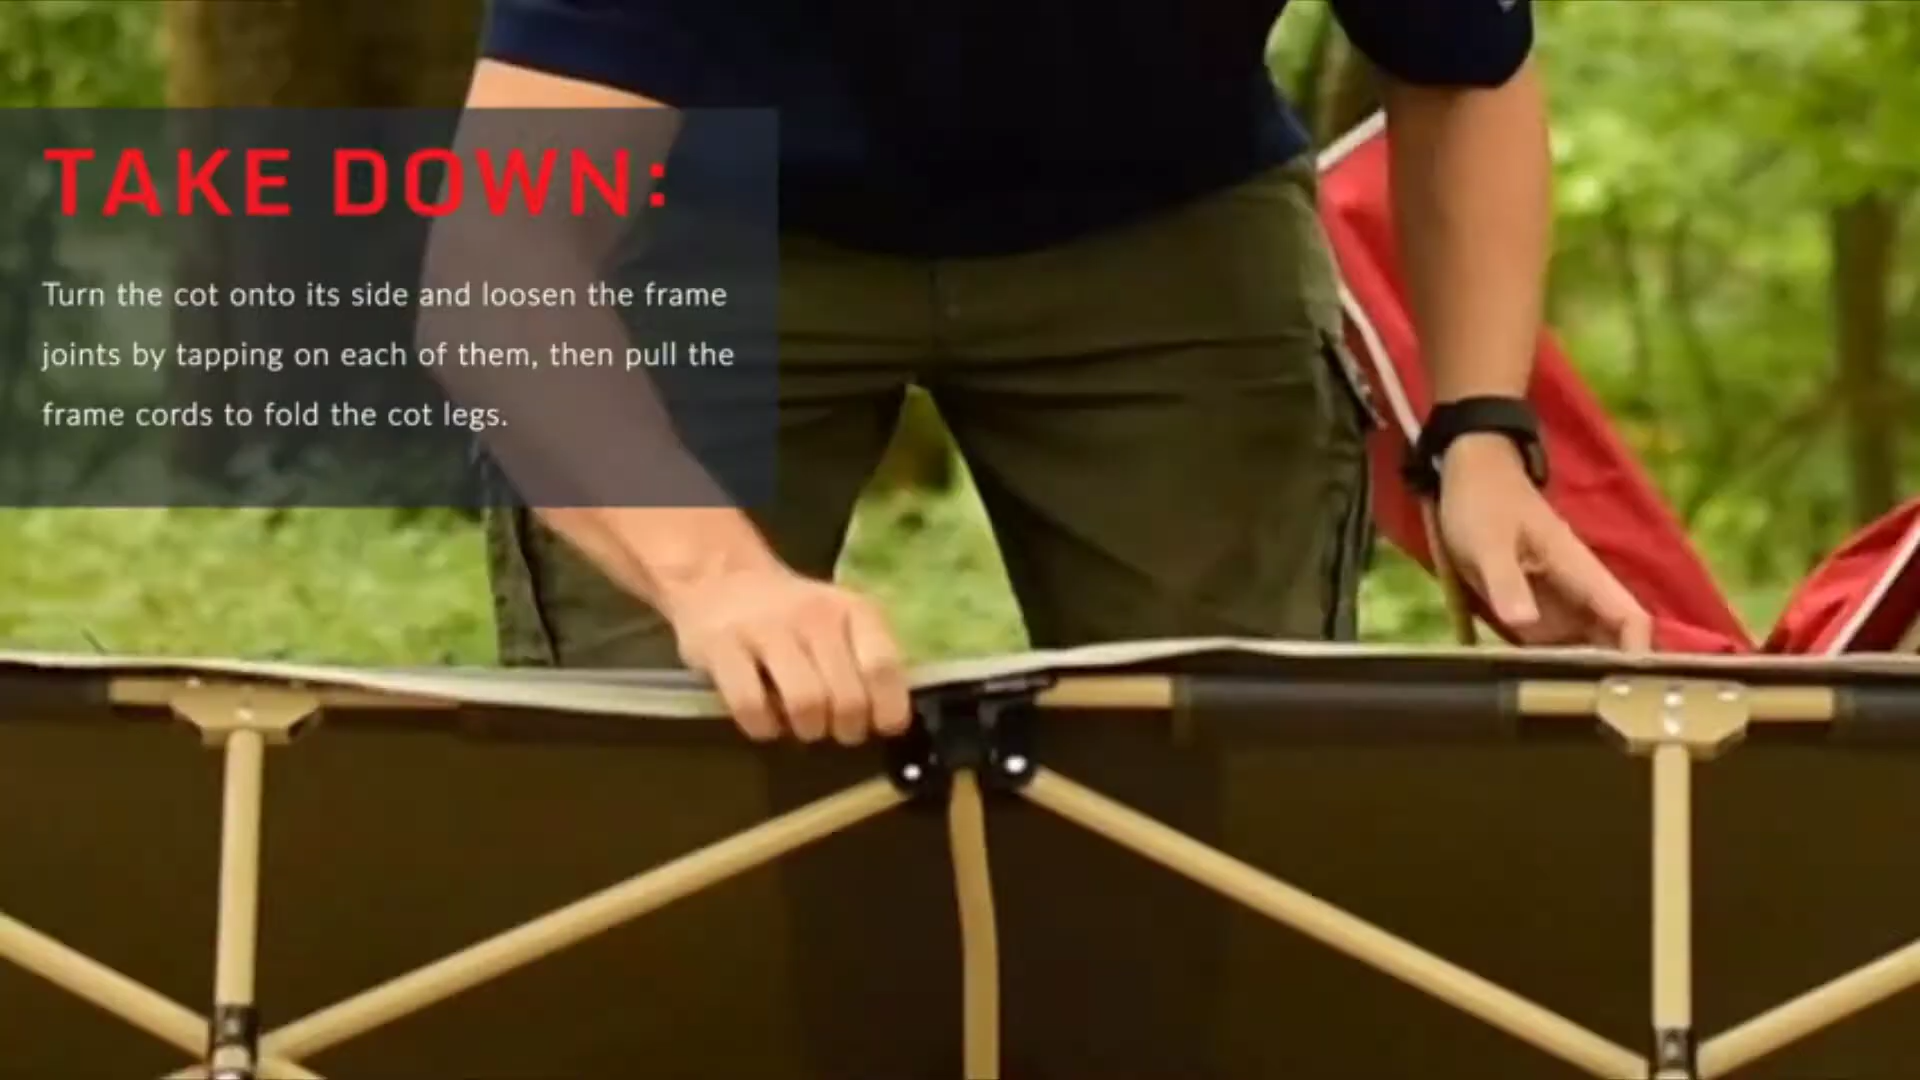 TAKE DOWN:
Turn the cot onto its side and loosen the frame
joints by tapping on each of them, then pull the
frame cords to fold the cot legs.